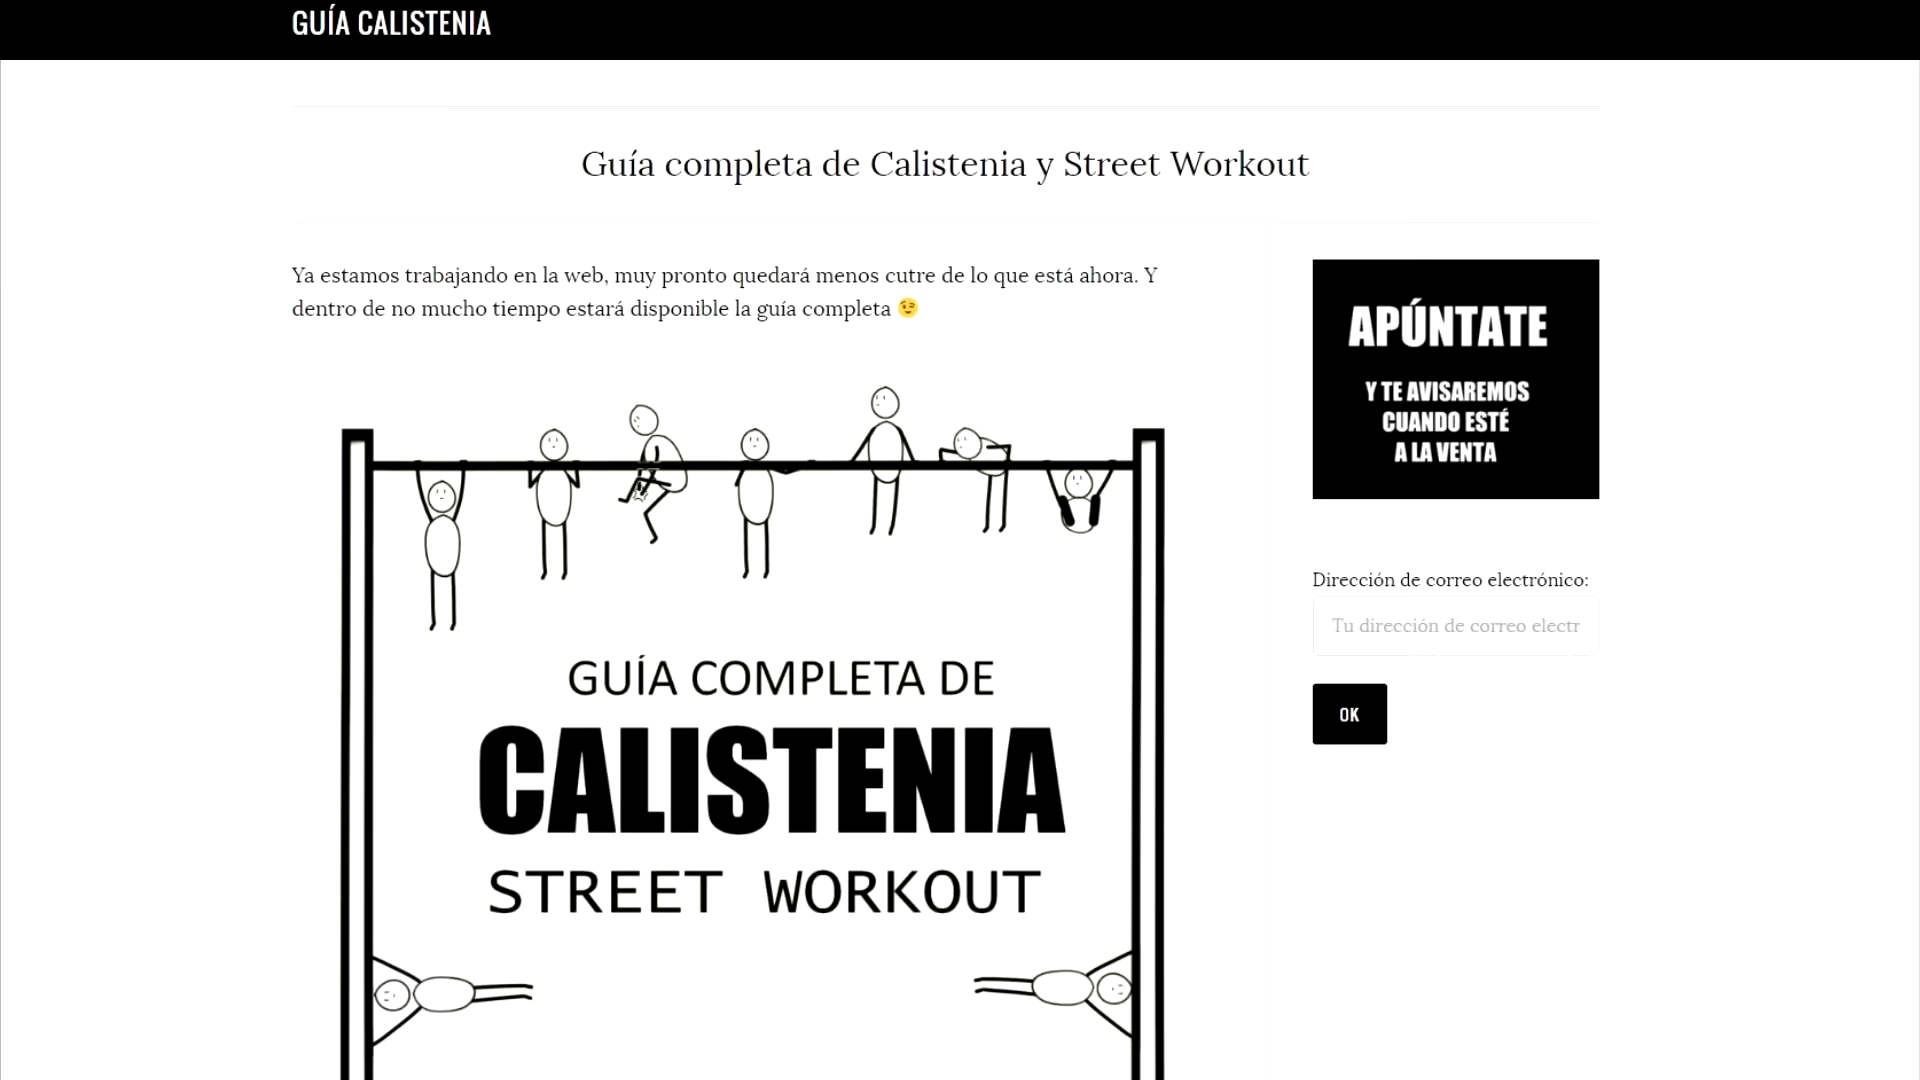 GUÍA CALISTENIA
Guía completa de Calistenia y Street Workout
Ya estamos trabajando en la web, muy pronto quedará menos cutre de lo que está ahora. Y
dentro de no mucho tiempo estará disponible la guía completa 😉
GUÍA COMPLETA DE
CALISTENIA
STREET WORKOUT
APÚNTATE
Y TE AVISAREMOS
CUANDO ESTÉ
A LA VENTA
Dirección de correo electrónico:
Tu dirección de correo electr
OK